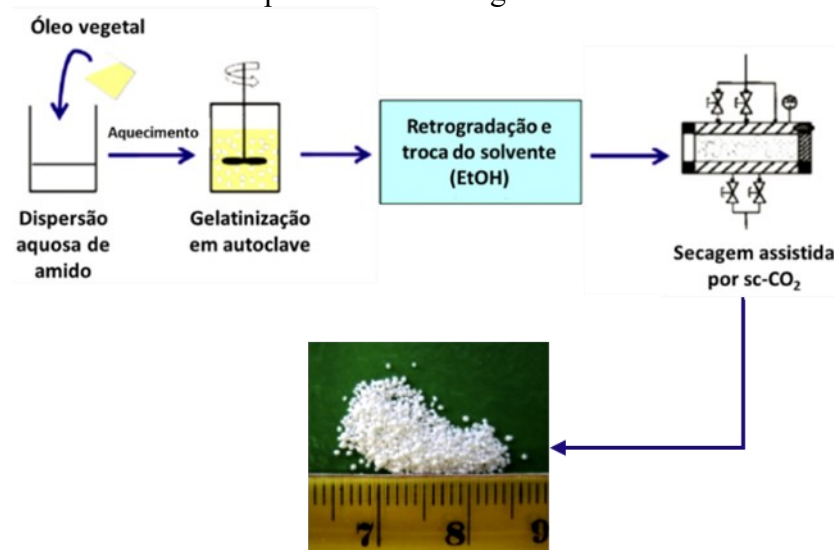 Óleo vegetal
Aquecimento
Dispersão
aquosa de
amido
Gelatinização
em autoclave
Retrogradação e
troca do solvente
(EtOH)
Secagem assistida
por sc-CO₂
7 8 9